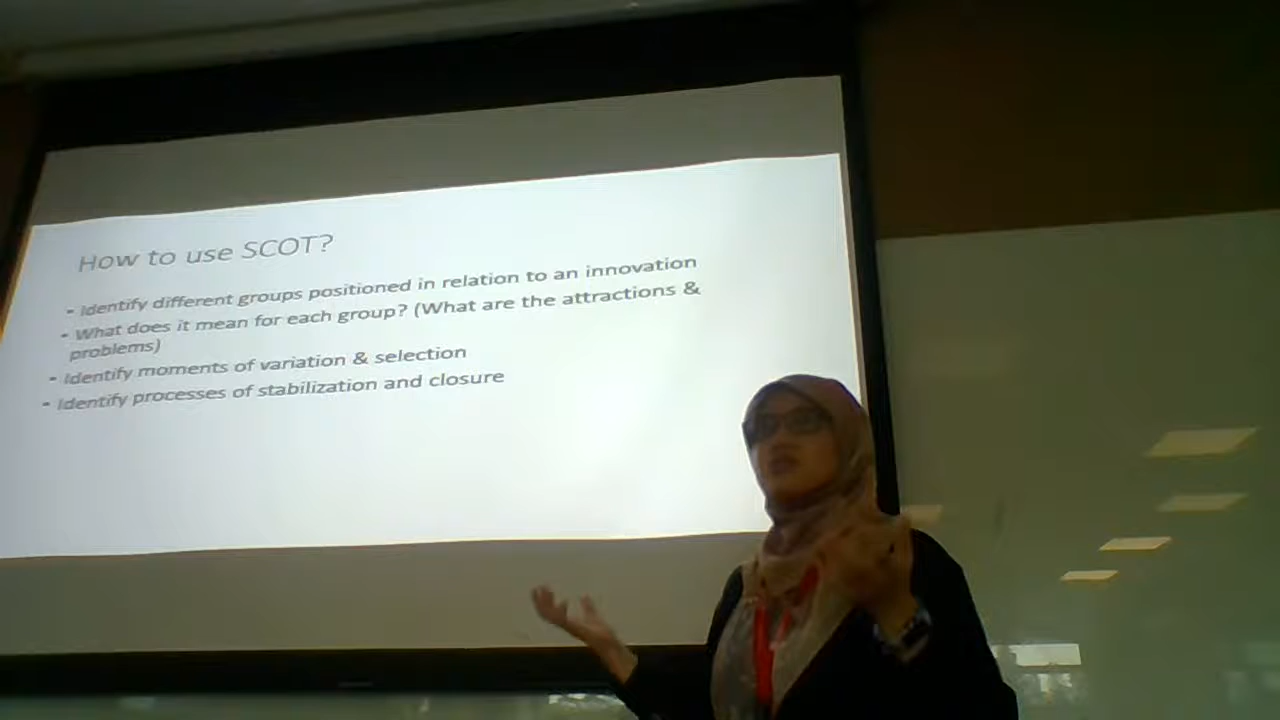 How to use SCOT?
- Identify different groups positioned in relation to an innovation
- What does it mean for each group? (What are the attractions &
problems)
- Identify moments of variation & selection
- Identify processes of stabilization and closure